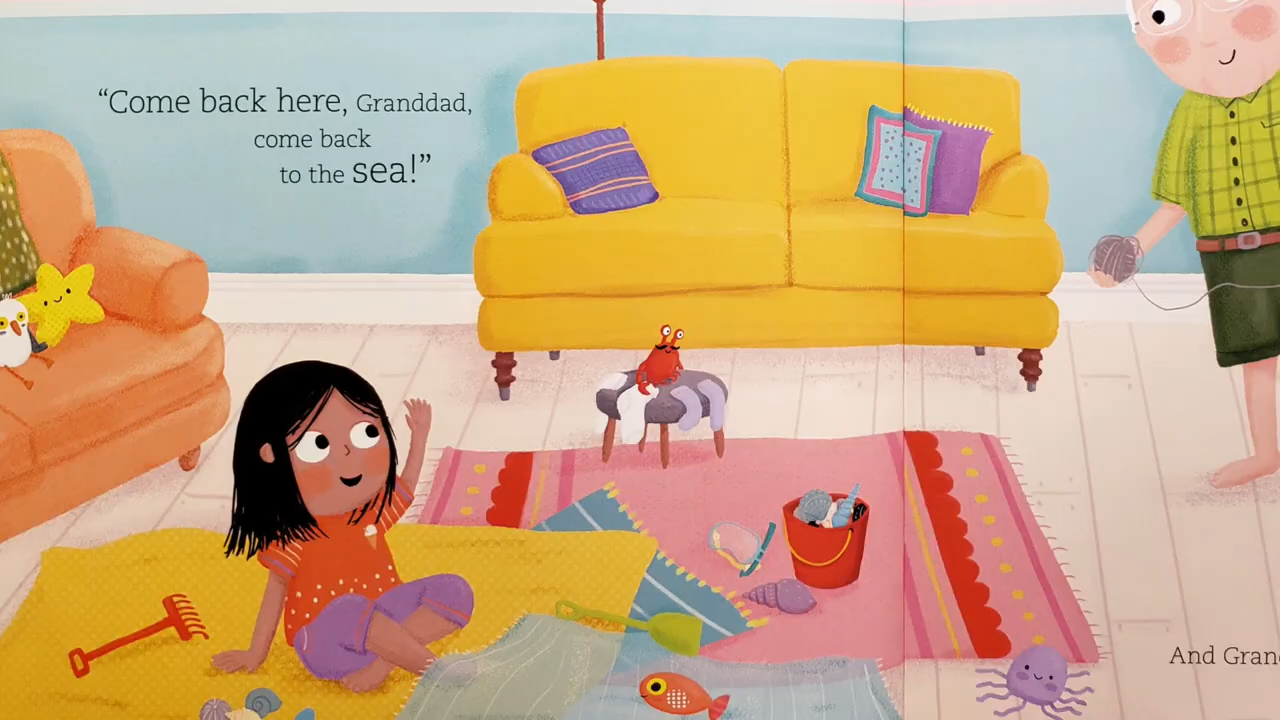 “Come back here, Granddad,
come back
to the sea!”
And